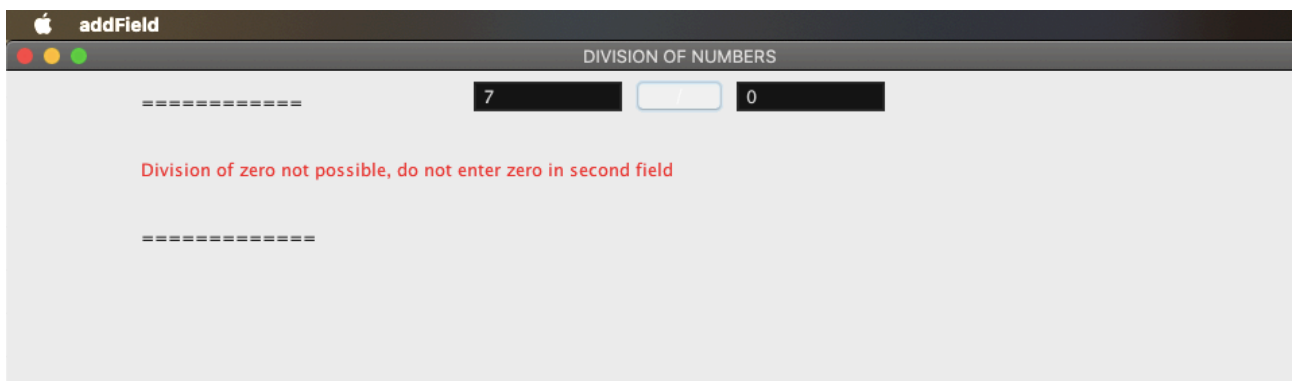 addField
DIVISION OF NUMBERS
============ 7 / 0
Division of zero not possible, do not enter zero in second field
=============